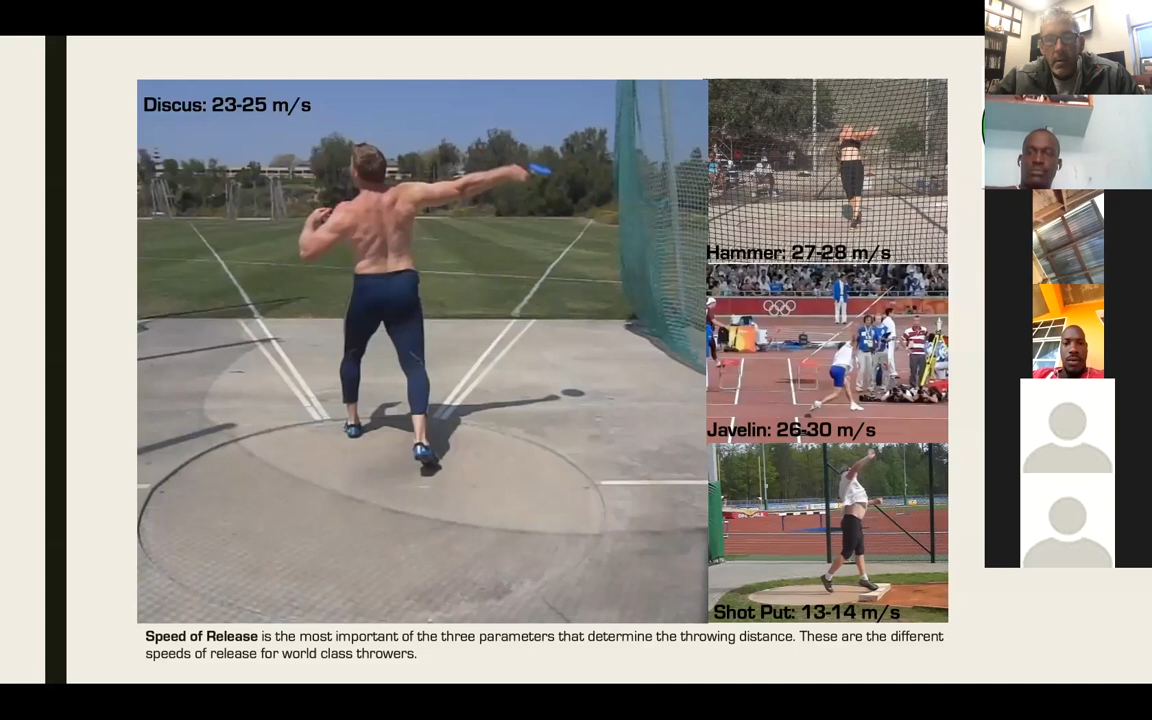 Discus: 23-25 m/s
Hammer: 27-28 m/s
Javelin: 26-30 m/s
Shot Put: 13-14 m/s
Speed of Release is the most important of the three parameters that determine the throwing distance. These are the different
speeds of release for world class throwers.